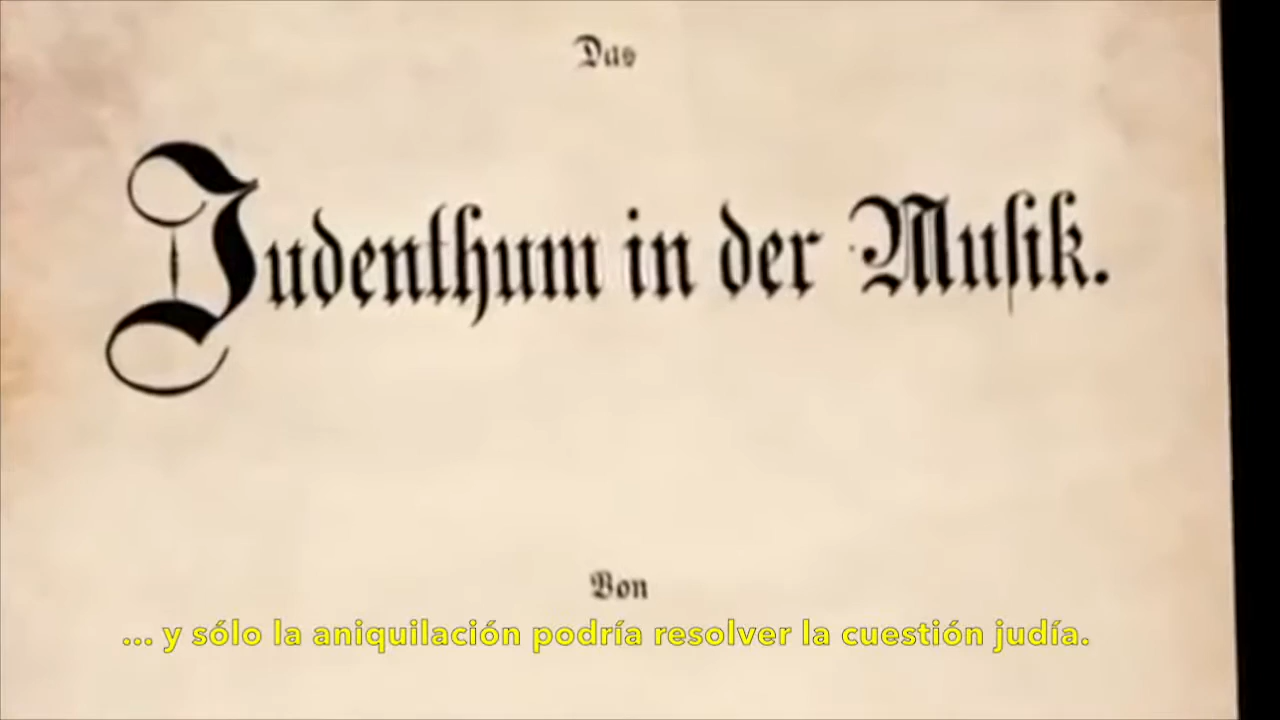 Das
Judenthum in der Musik.
Von
... y sólo la aniquilación podría resolver la cuestión judía.